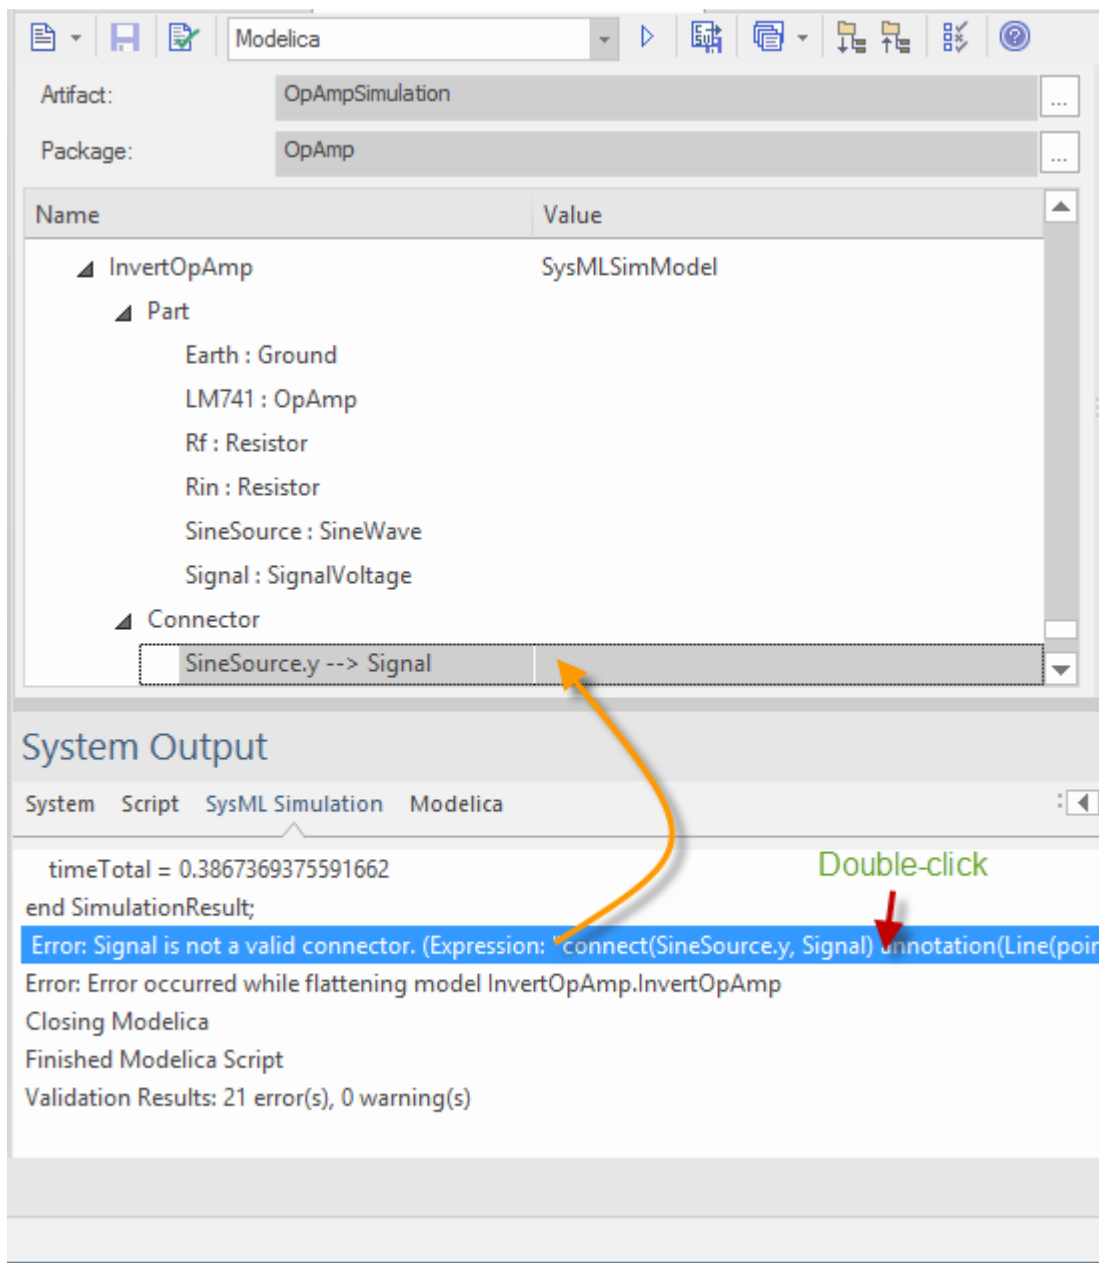 Modelica
Artifact: OpAmpSimulation ...
Package: OpAmp ...
Name Value
InvertOpAmp SysMLSimModel
Part
Earth : Ground
LM741 : OpAmp
Rf : Resistor
Rin : Resistor
SineSource : SineWave
Signal : SignalVoltage
Connector
SineSource.y --> Signal
System Output
System Script SysML Simulation Modelica
timeTotal = 0.3867369375591662
Double-click
end SimulationResult;
Error: Signal is not a valid connector. (Expression: "connect(SineSource.y, Signal) annotation(Line(poin
Error: Error occurred while flattening model InvertOpAmp.InvertOpAmp
Closing Modelica
Finished Modelica Script
Validation Results: 21 error(s), 0 warning(s)